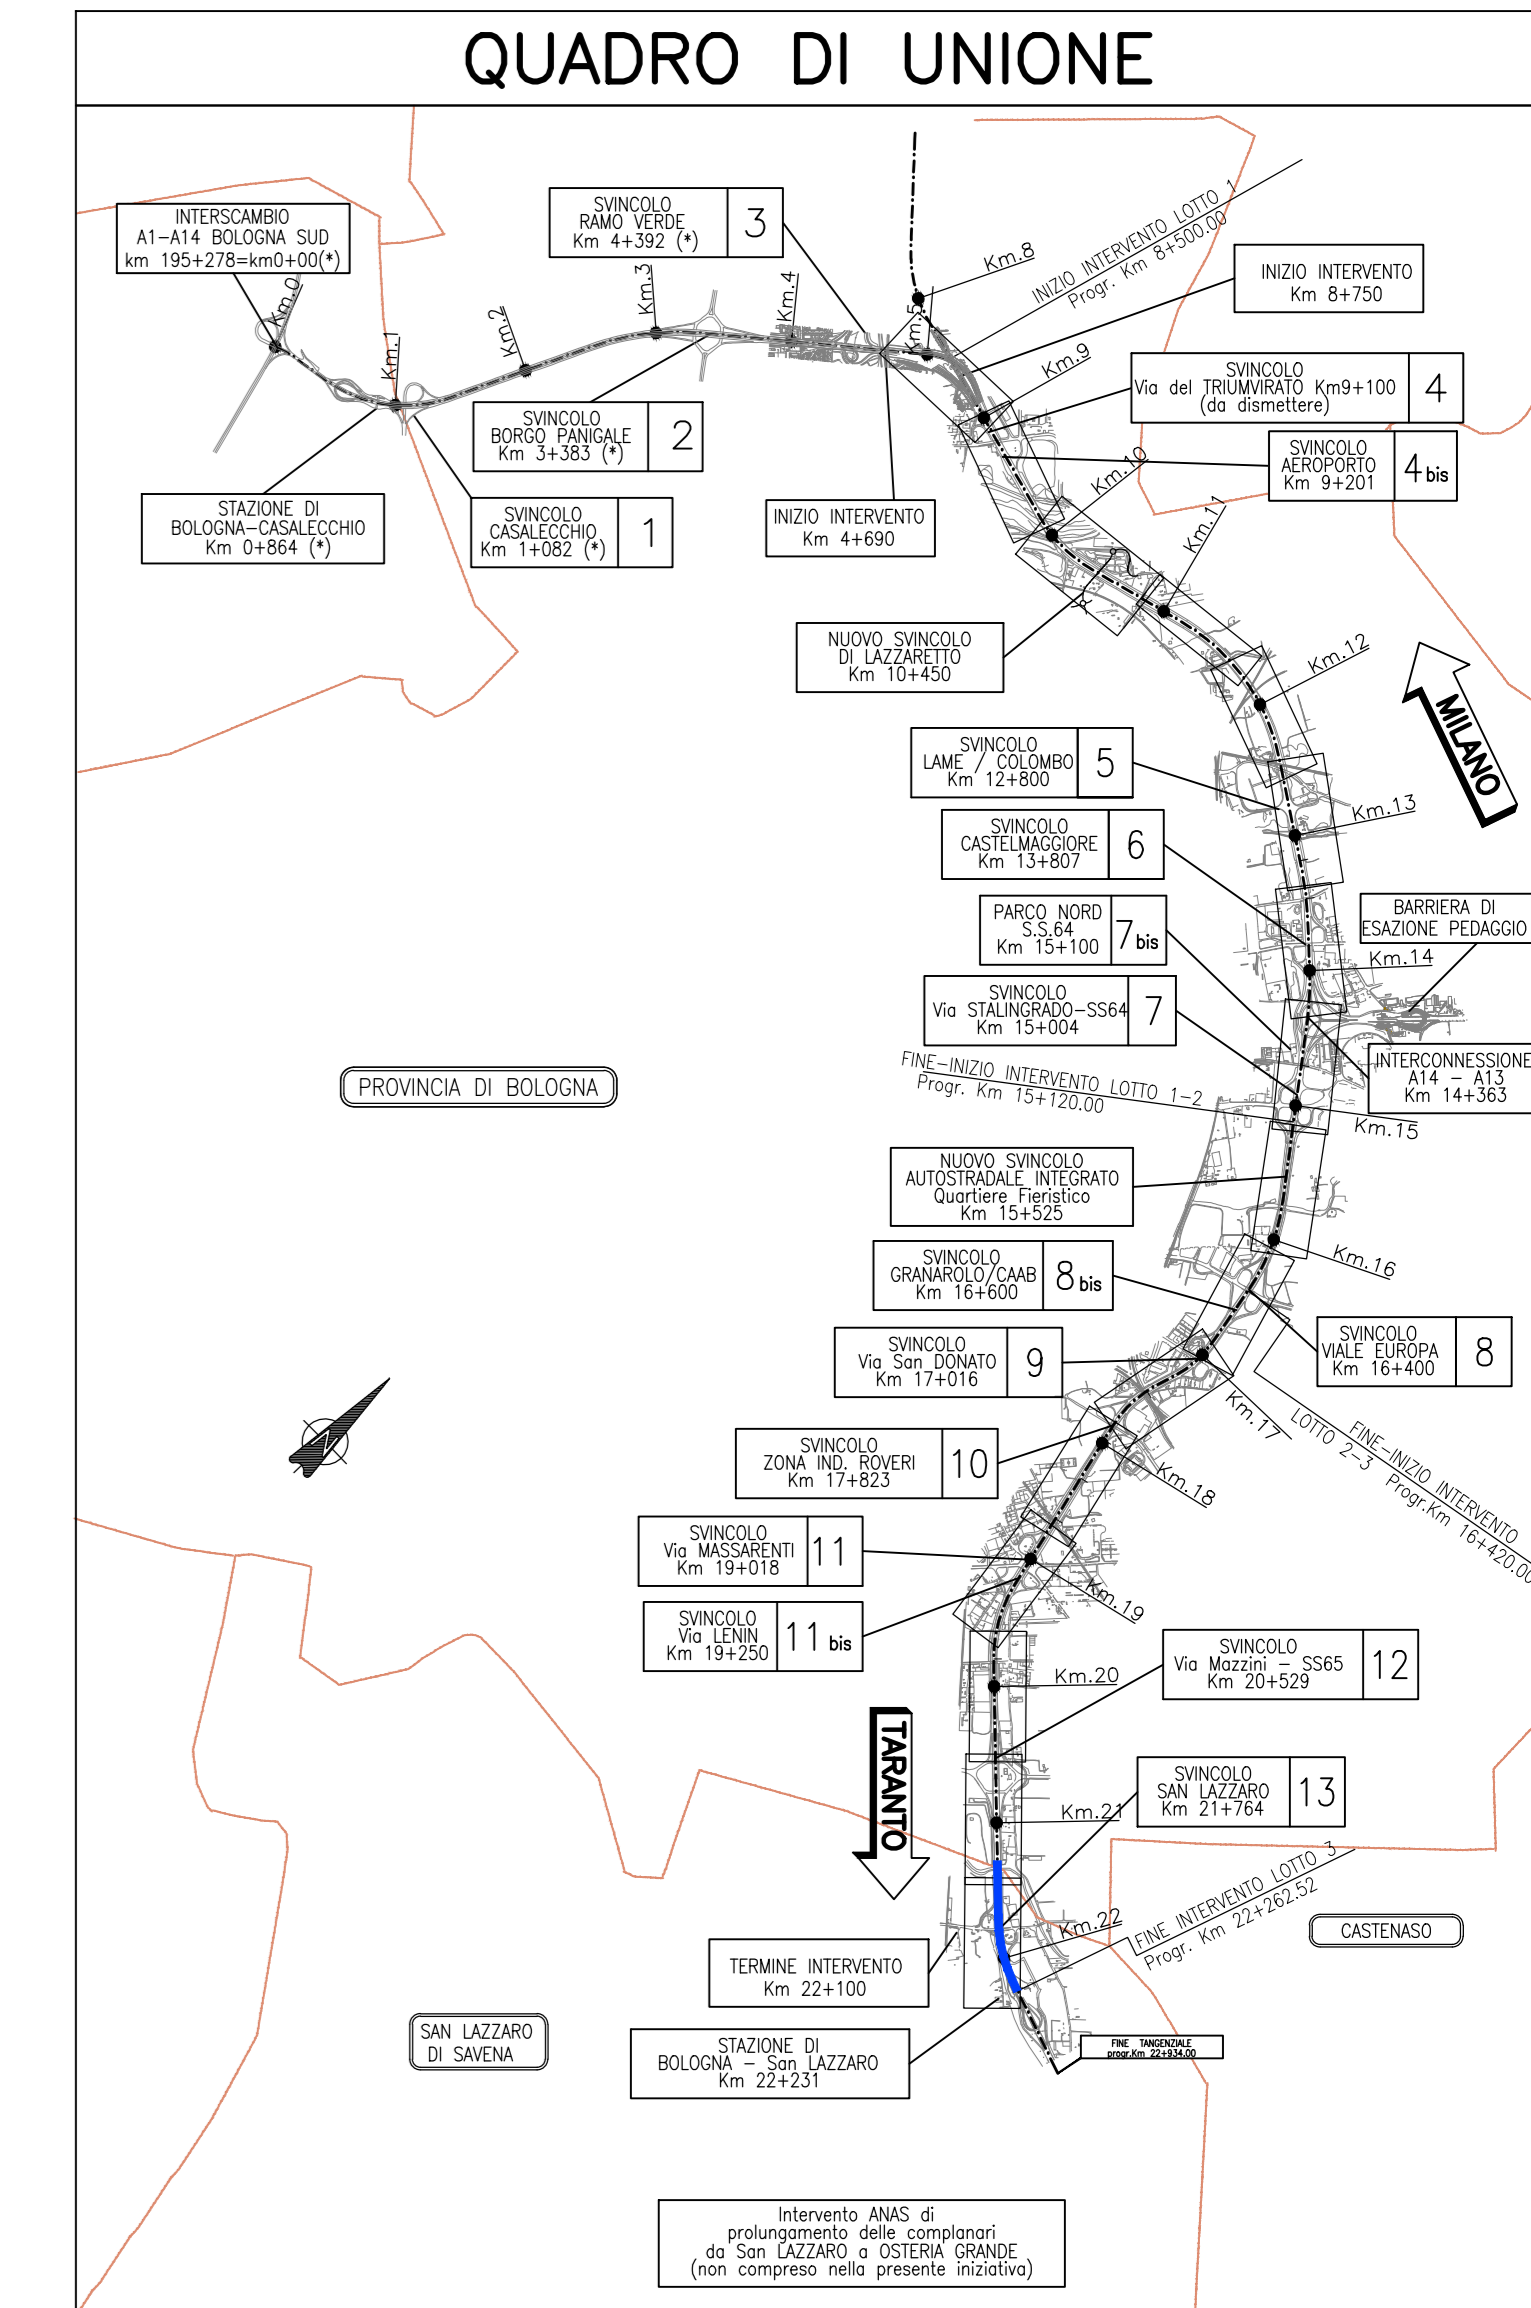 QUADRO DI UNIONE
INTERSCAMBIO
A1-A14 BOLOGNA SUD
km 195+278=km0+00(*)
SVINCOLO
RAMO VERDE
Km 4+392 (*)
3
Km.0
Km.1
Km.2
Km.3
Km.4
Km.5
Km.8
INIZIO INTERVENTO LOTTO 1
Progr. Km 8+500.00
INIZIO INTERVENTO
Km 8+750
Km.9
SVINCOLO
Via del TRIUMVIRATO Km9+100
(da dismettere)
4
SVINCOLO
BORGO PANIGALE
Km 3+383 (*)
2
SVINCOLO
AEROPORTO
Km 9+201
4 bis
STAZIONE DI
BOLOGNA-CASALECCHIO
Km 0+864 (*)
SVINCOLO
CASALECCHIO
Km 1+082 (*)
1
INIZIO INTERVENTO
Km 4+690
Km.10
Km.11
NUOVO SVINCOLO
DI LAZZARETTO
Km 10+450
Km.12
MILANO
SVINCOLO
LAME / COLOMBO
Km 12+800
5
Km.13
SVINCOLO
CASTELMAGGIORE
Km 13+807
6
PARCO NORD
S.S.64
Km 15+100
7 bis
BARRIERA DI
ESAZIONE PEDAGGIO
Km.14
SVINCOLO
Via STALINGRADO-SS64
Km 15+004
7
INTERCONNESSIONE
A14 - A13
Km 14+363
FINE-INIZIO INTERVENTO LOTTO 1-2
Progr. Km 15+120.00
Km.15
PROVINCIA DI BOLOGNA
NUOVO SVINCOLO
AUTOSTRADALE INTEGRATO
Quartiere Fieristico
Km 15+525
Km.16
SVINCOLO
GRANAROLO/CAAB
Km 16+600
8 bis
SVINCOLO
VIALE EUROPA
Km 16+400
8
SVINCOLO
Via San DONATO
Km 17+016
9
Km.17
FINE-INIZIO INTERVENTO
LOTTO 2-3 Progr.Km 16+420.00
N
SVINCOLO
ZONA IND. ROVERI
Km 17+823
10
Km.18
SVINCOLO
Via MASSARENTI
Km 19+018
11
Km.19
SVINCOLO
Via LENIN
Km 19+250
11 bis
SVINCOLO
Via Mazzini - SS65
Km 20+529
12
Km.20
TARANTO
SVINCOLO
SAN LAZZARO
Km 21+764
13
Km.21
FINE INTERVENTO LOTTO 3
Progr. Km 22+262.52
Km.22
CASTENASO
TERMINE INTERVENTO
Km 22+100
SAN LAZZARO
DI SAVENA
STAZIONE DI
BOLOGNA - San LAZZARO
Km 22+231
FINE TANGENZIALE
progr.Km 22+934.00
Intervento ANAS di
prolungamento delle complanari
da San LAZZARO a OSTERIA GRANDE
(non compreso nella presente iniziativa)